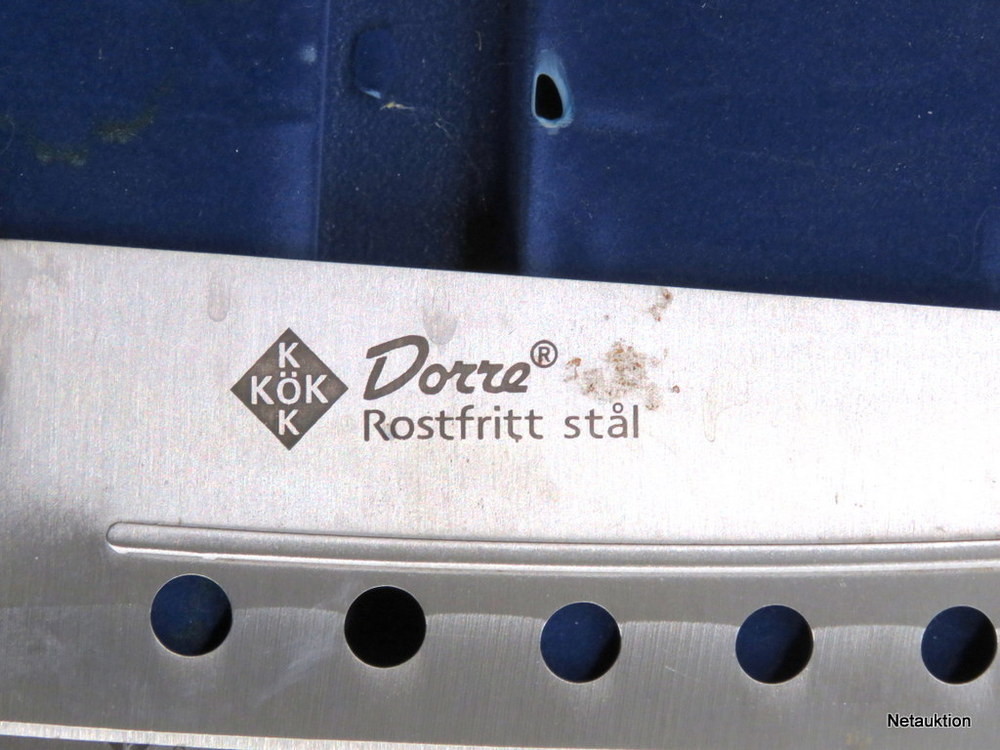 K
KÖK
K
Dorre®
Rostfritt stål
Netauktion